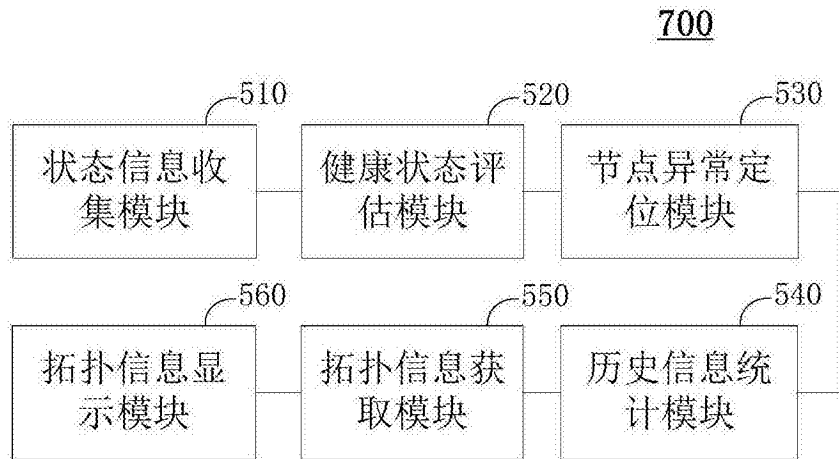 700
510
520
530
状态信息收
集模块
健康状态评
估模块
节点异常定
位模块
560
550
540
拓扑信息显
示模块
拓扑信息获
取模块
历史信息统
计模块